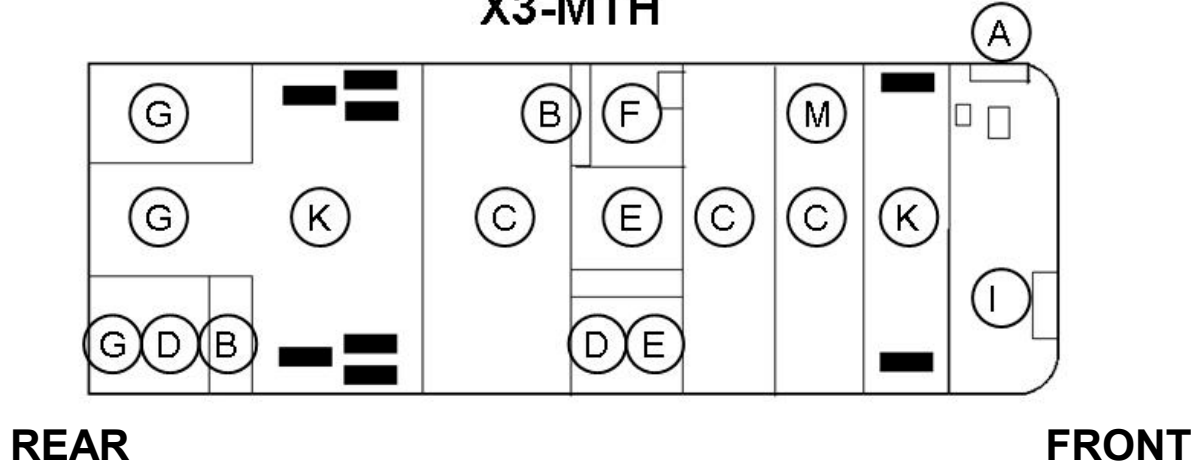 X3-MTH
A
G B F M
G K C E C C K
I
G D B D E
REAR FRONT